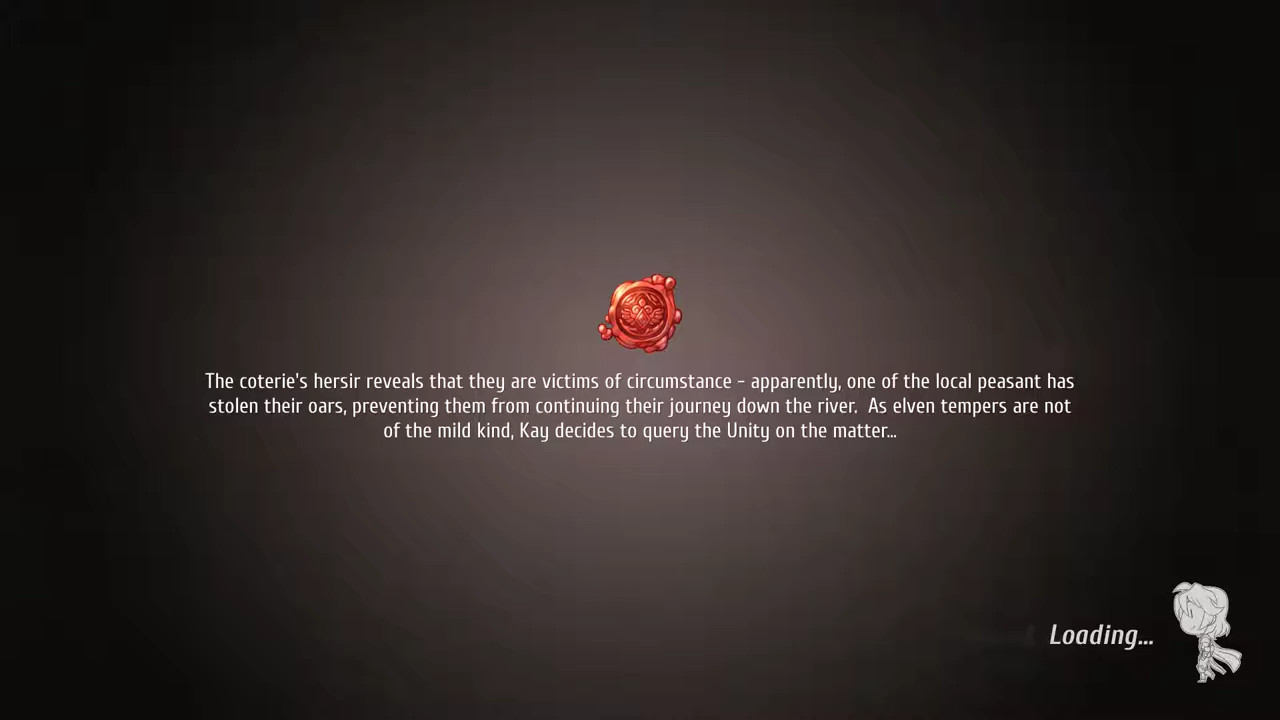 The coterie's hersir reveals that they are victims of circumstance - apparently, one of the local peasant has
stolen their oars, preventing them from continuing their journey down the river.  As elven tempers are not
of the mild kind, Kay decides to query the Unity on the matter...
Loading...